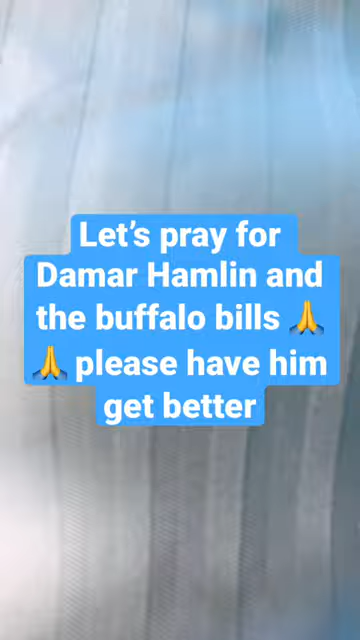 Let’s pray for
Damar Hamlin and
the buffalo bills 🙏
🙏 please have him
get better